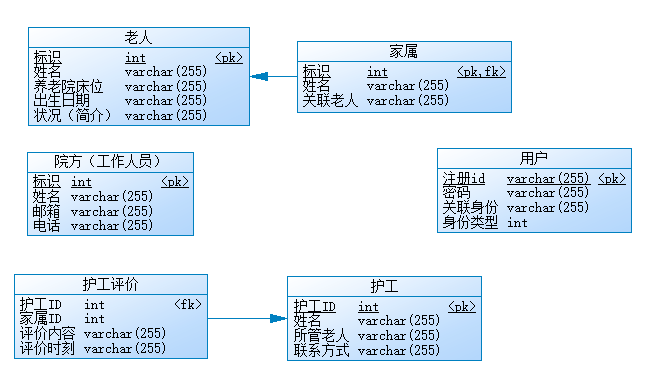 老人
标识 int <pk>
姓名 varchar(255)
养老院床位 varchar(255)
出生日期 varchar(255)
状况（简介） varchar(255)
家属
标识 int <pk,fk>
姓名 varchar(255)
关联老人 varchar(255)
院方（工作人员）
标识 int <pk>
姓名 varchar(255)
邮箱 varchar(255)
电话 varchar(255)
用户
注册id varchar(255) <pk>
密码 varchar(255)
关联身份 varchar(255)
身份类型 int
护工评价
护工ID int <fk>
家属ID int
评价内容 varchar(255)
评价时刻 varchar(255)
护工
护工ID int <pk>
姓名 varchar(255)
所管老人 varchar(255)
联系方式 varchar(255)